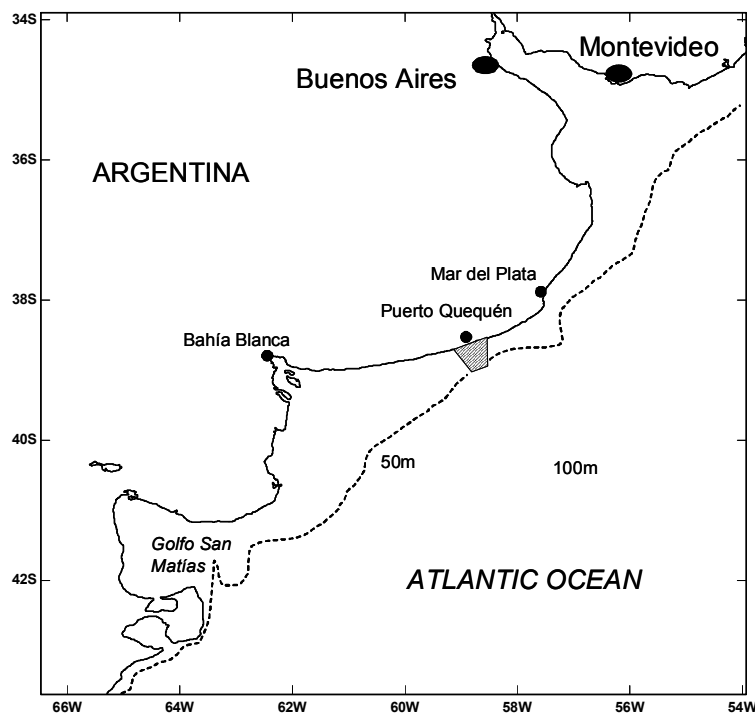 34S
Montevideo
Buenos Aires
36S
ARGENTINA
Mar del Plata
38S
Puerto Quequén
Bahía Blanca
40S
50m
100m
Golfo San
Matías
42S
ATLANTIC OCEAN
66W
64W
62W
60W
58W
56W
54W